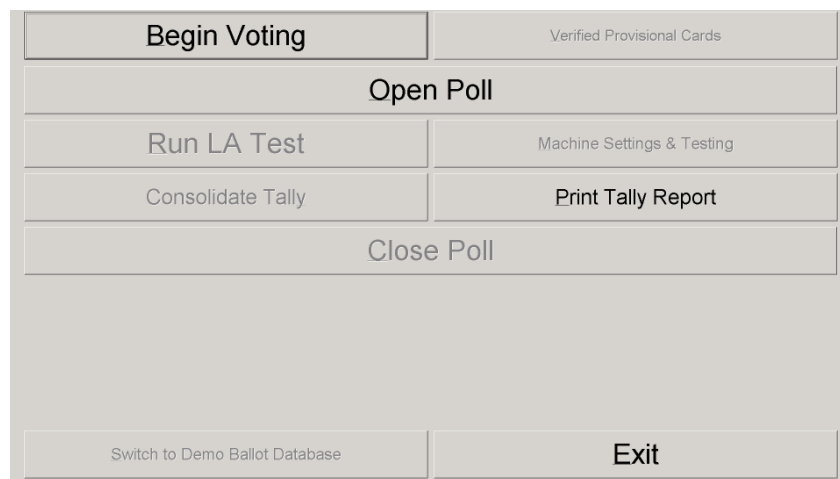 Begin Voting
Verified Provisional Cards
Open Poll
Run LA Test
Machine Settings & Testing
Consolidate Tally
Print Tally Report
Close Poll
Switch to Demo Ballot Database
Exit